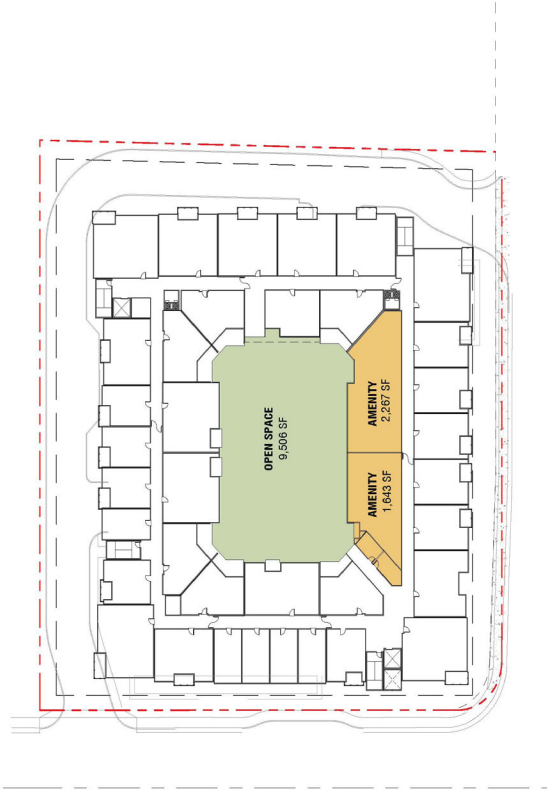 OPEN SPACE
9,506 SF
AMENITY
2,267 SF
AMENITY
1,643 SF